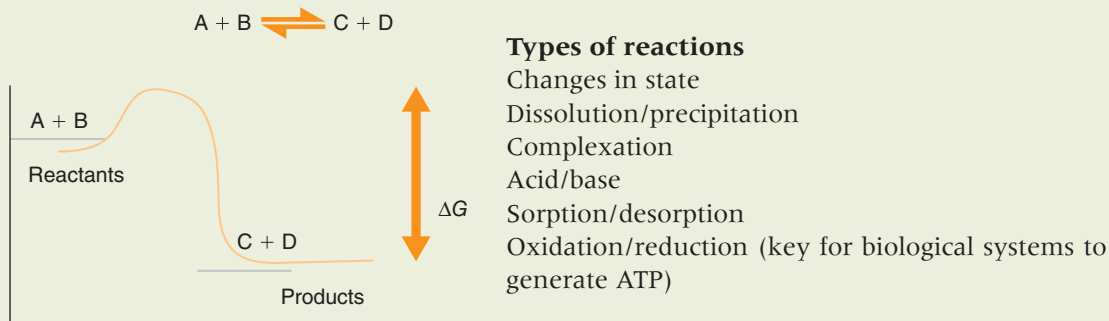 A + B ⇌ C + D
A + B
Reactants
C + D
Products
ΔG
Types of reactions
Changes in state
Dissolution/precipitation
Complexation
Acid/base
Sorption/desorption
Oxidation/reduction (key for biological systems to
generate ATP)